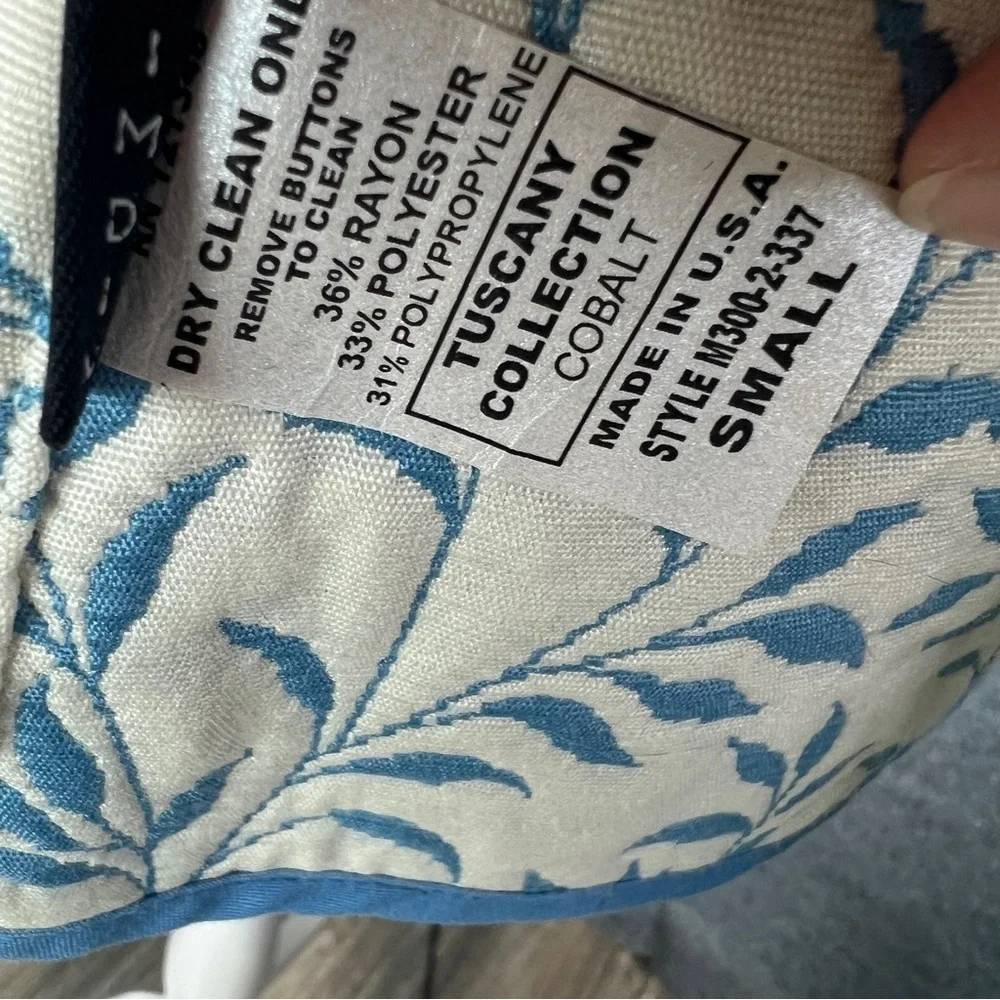 DRY CLEAN ONL
REMOVE BUTTONS
TO CLEAN
36% RAYON
33% POLYESTER
31% POLYPROPYLENE
TUSCANY
COLLECTION
COBALT
MADE IN U.S.A.
STYLE M300-2-337
SMALL